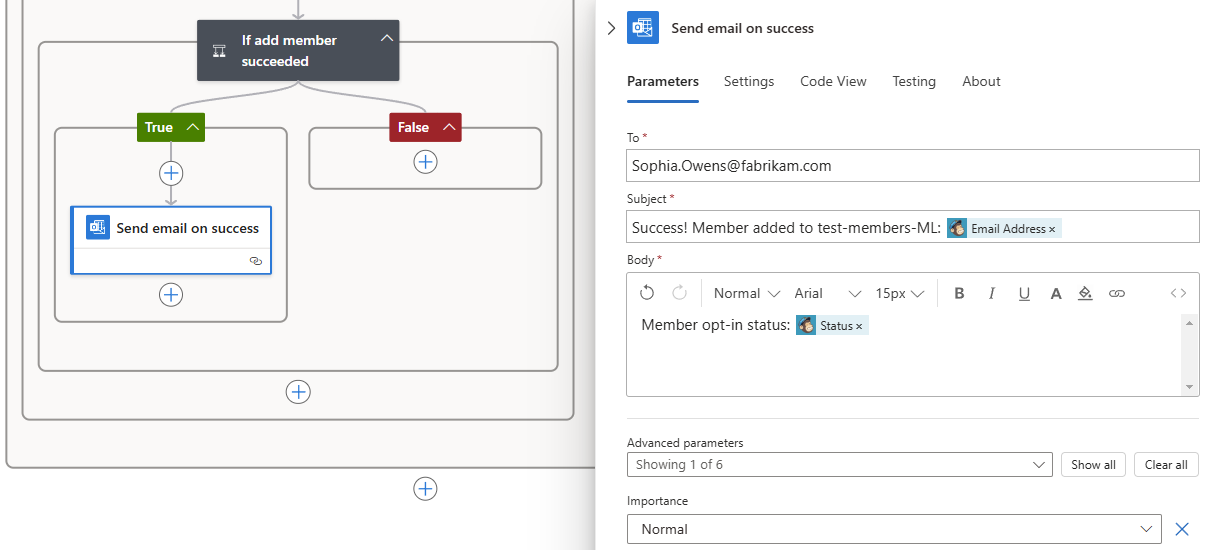 If add member
succeeded
True
False
Send email on success
Send email on success
Parameters Settings Code View Testing About
To *
Sophia.Owens@fabrikam.com
Subject *
Success! Member added to test-members-ML: Email Address ×
Body *
Normal Arial 15px B I U A <>
Member opt-in status: Status ×
Advanced parameters
Showing 1 of 6 Show all Clear all
Importance
Normal